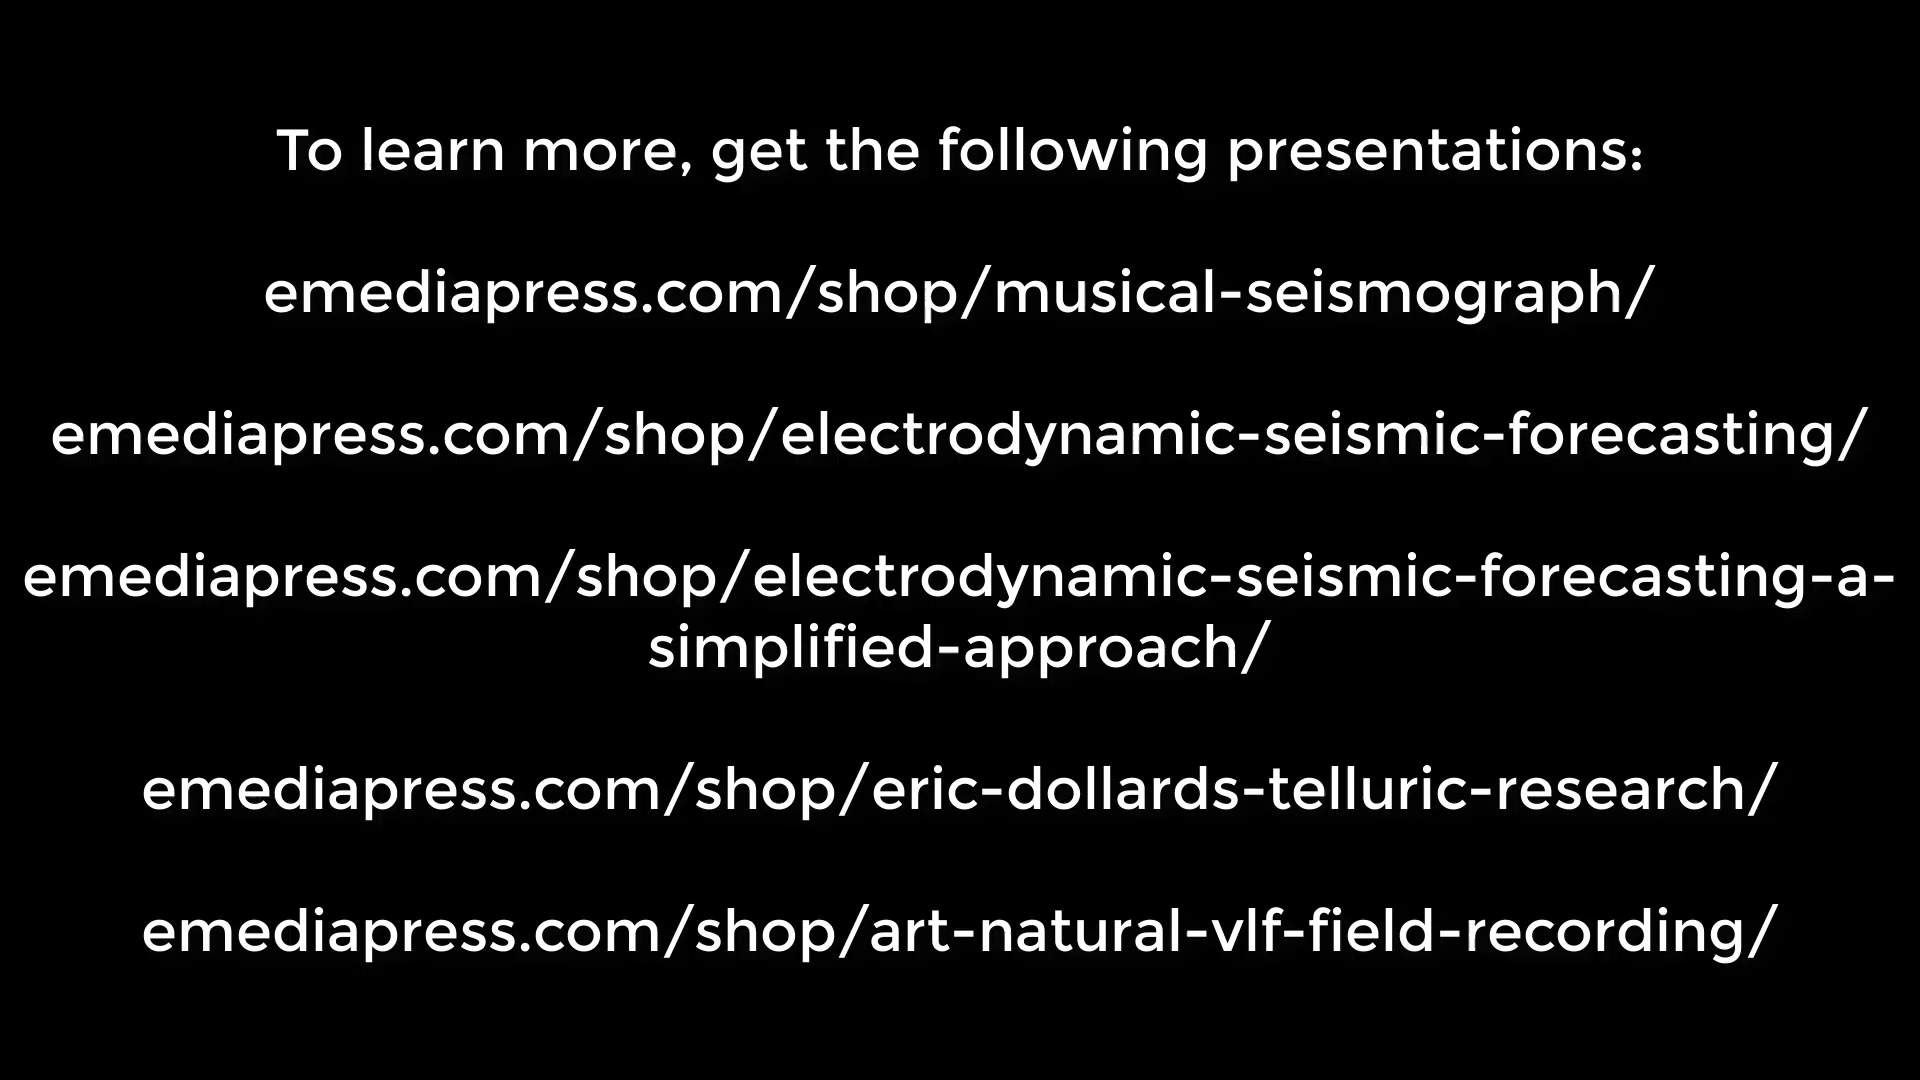 To learn more, get the following presentations:
emediapress.com/shop/musical-seismograph/
emediapress.com/shop/electrodynamic-seismic-forecasting/
emediapress.com/shop/electrodynamic-seismic-forecasting-a-
simplified-approach/
emediapress.com/shop/eric-dollards-telluric-research/
emediapress.com/shop/art-natural-vlf-field-recording/